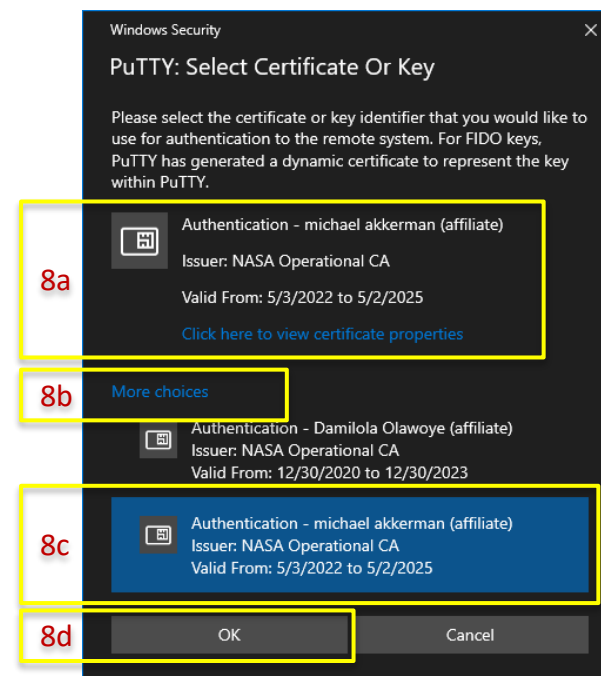 Windows Security
PuTTY: Select Certificate Or Key
Please select the certificate or key identifier that you would like to
use for authentication to the remote system. For FIDO keys,
PuTTY has generated a dynamic certificate to represent the key
within PuTTY.
8a
Authentication - michael akkerman (affiliate)
Issuer: NASA Operational CA
Valid From: 5/3/2022 to 5/2/2025
Click here to view certificate properties
8b
More choices
Authentication - Damilola Olawoye (affiliate)
Issuer: NASA Operational CA
Valid From: 12/30/2020 to 12/30/2023
8c
Authentication - michael akkerman (affiliate)
Issuer: NASA Operational CA
Valid From: 5/3/2022 to 5/2/2025
8d
OK
Cancel